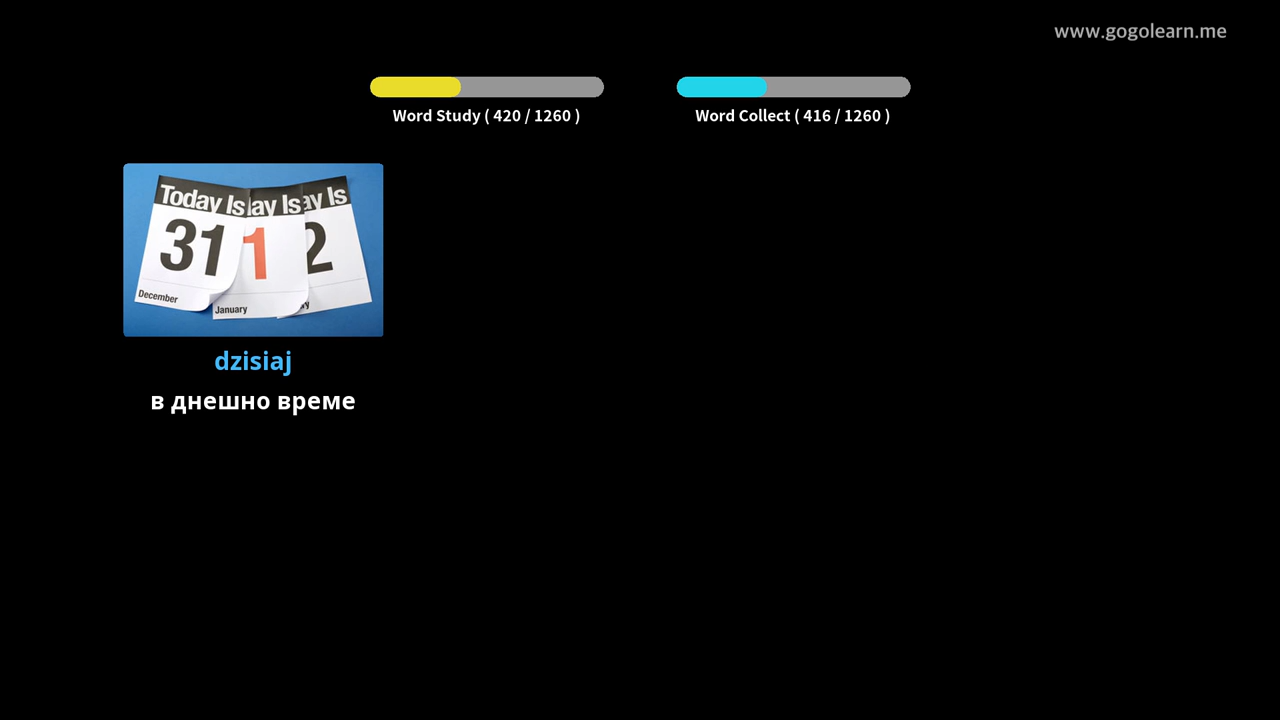 www.gogolearn.me
Word Study ( 420 / 1260 )
Word Collect ( 416 / 1260 )
Today Is ay Is ay Is
31 1 2
December
January
dzisiaj
в днешно време